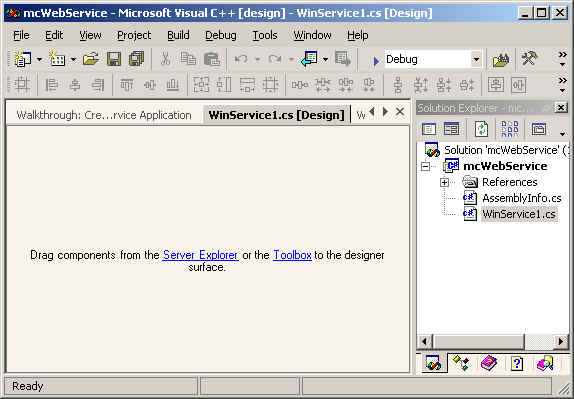 mcWebService - Microsoft Visual C++ [design] - WinService1.cs [Design]
File Edit View Project Build Debug Tools Window Help
Debug
Walkthrough: Cre...rvice Application WinService1.cs [Design] W
Solution Explorer - mc...
Solution 'mcWebService' (
mcWebService
References
AssemblyInfo.cs
WinService1.cs
Drag components from the Server Explorer or the Toolbox to the designer
surface.
Ready